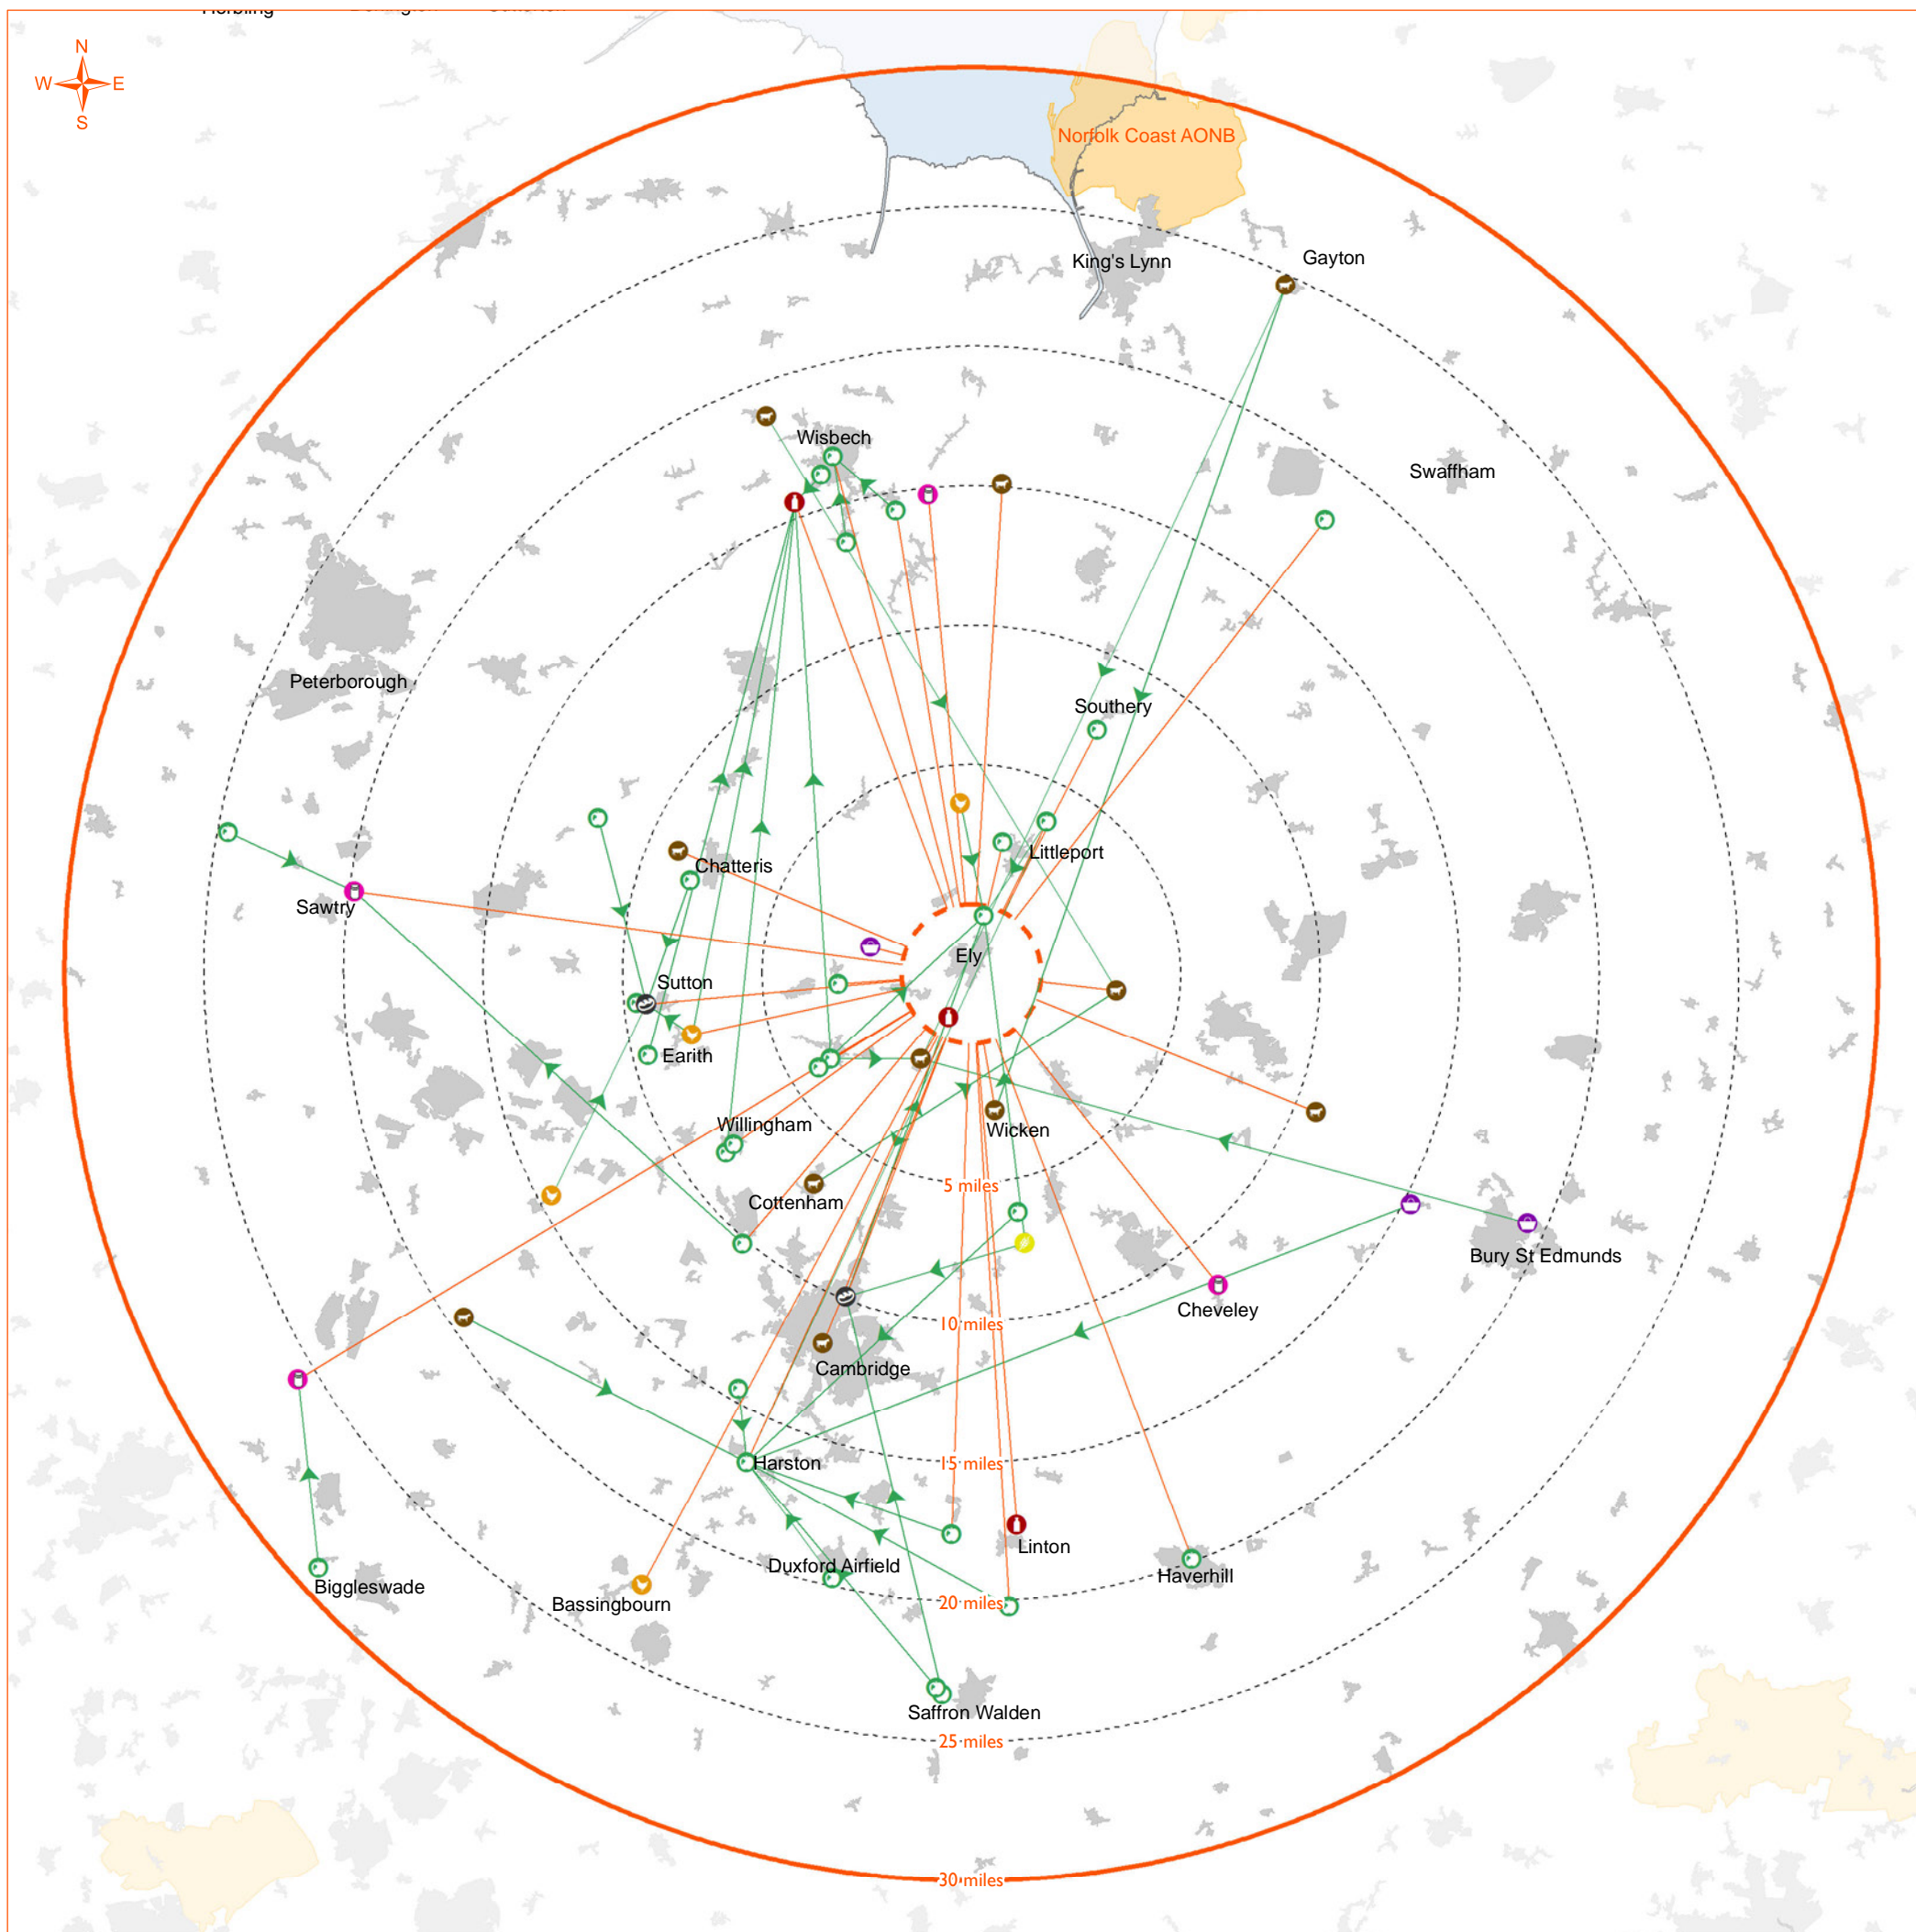 N
W E
S
Norfolk Coast AONB
King's Lynn
Gayton
Wisbech
Swaffham
Peterborough
Southery
Chatteris
Littleport
Sawtry
Ely
Sutton
Earith
Willingham
Wicken
Cottenham
5 miles
Bury St Edmunds
Cheveley
10 miles
Cambridge
Harston
15 miles
Linton
Duxford Airfield
Haverhill
Biggleswade
Bassingbourn
20 miles
Saffron Walden
25 miles
30 miles